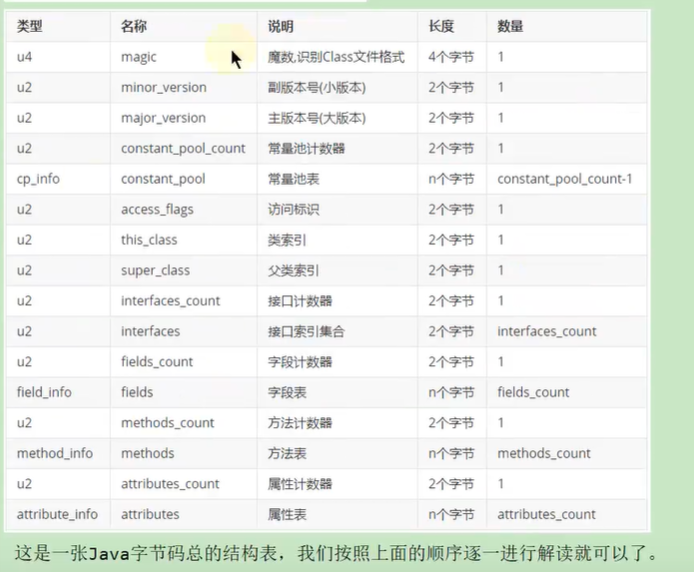 类型 名称 说明 长度 数量
u4 magic 魔数,识别Class文件格式 4个字节 1
u2 minor_version 副版本号(小版本) 2个字节 1
u2 major_version 主版本号(大版本) 2个字节 1
u2 constant_pool_count 常量池计数器 2个字节 1
cp_info constant_pool 常量池表 n个字节 constant_pool_count-1
u2 access_flags 访问标识 2个字节 1
u2 this_class 类索引 2个字节 1
u2 super_class 父类索引 2个字节 1
u2 interfaces_count 接口计数器 2个字节 1
u2 interfaces 接口索引集合 2个字节 interfaces_count
u2 fields_count 字段计数器 2个字节 1
field_info fields 字段表 n个字节 fields_count
u2 methods_count 方法计数器 2个字节 1
method_info methods 方法表 n个字节 methods_count
u2 attributes_count 属性计数器 2个字节 1
attribute_info attributes 属性表 n个字节 attributes_count
这是一张Java字节码总的结构表，我们按照上面的顺序逐一进行解读就可以了。